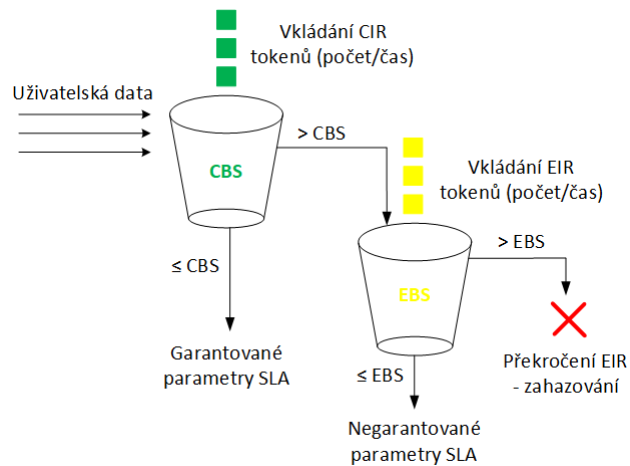 Vkládání CIR
tokenů (počet/čas)
Uživatelská data
> CBS
CBS
Vkládání EIR
tokenů (počet/čas)
> EBS
≤ CBS
EBS
Garantované
parametry SLA
≤ EBS
Překročení EIR
- zahazování
Negarantované
parametry SLA